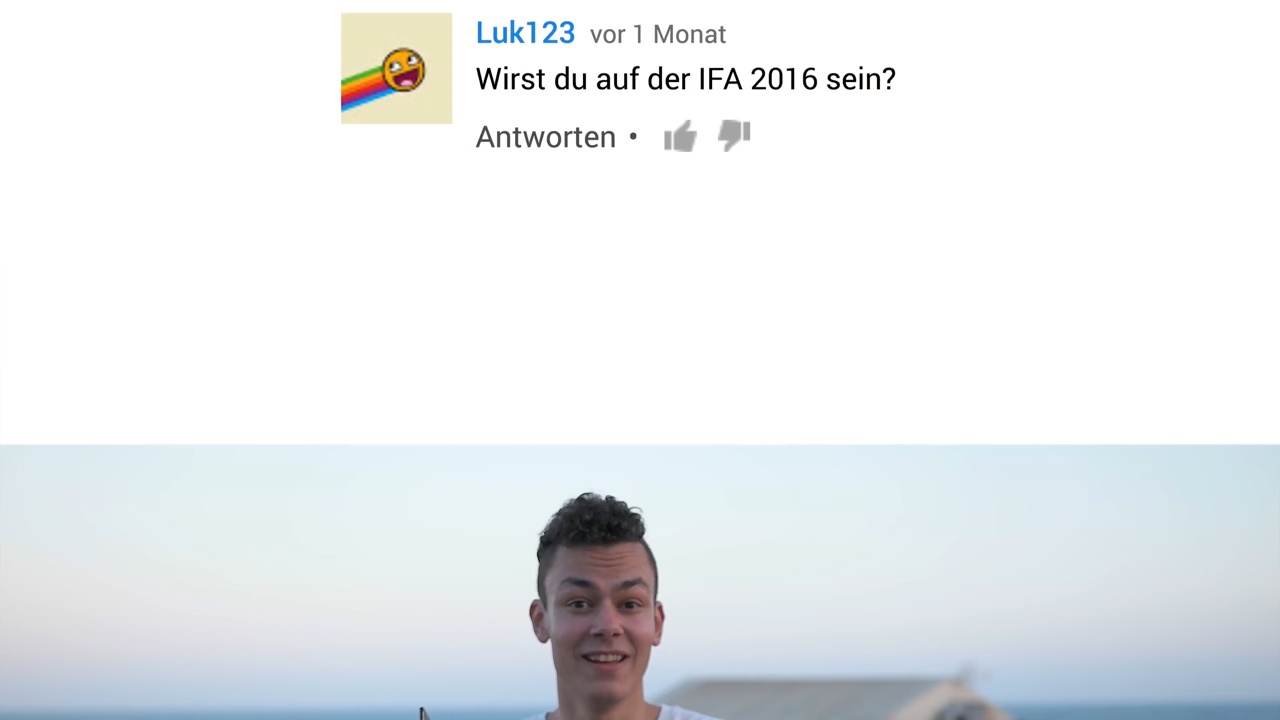 Luk123 vor 1 Monat
Wirst du auf der IFA 2016 sein?
Antworten •